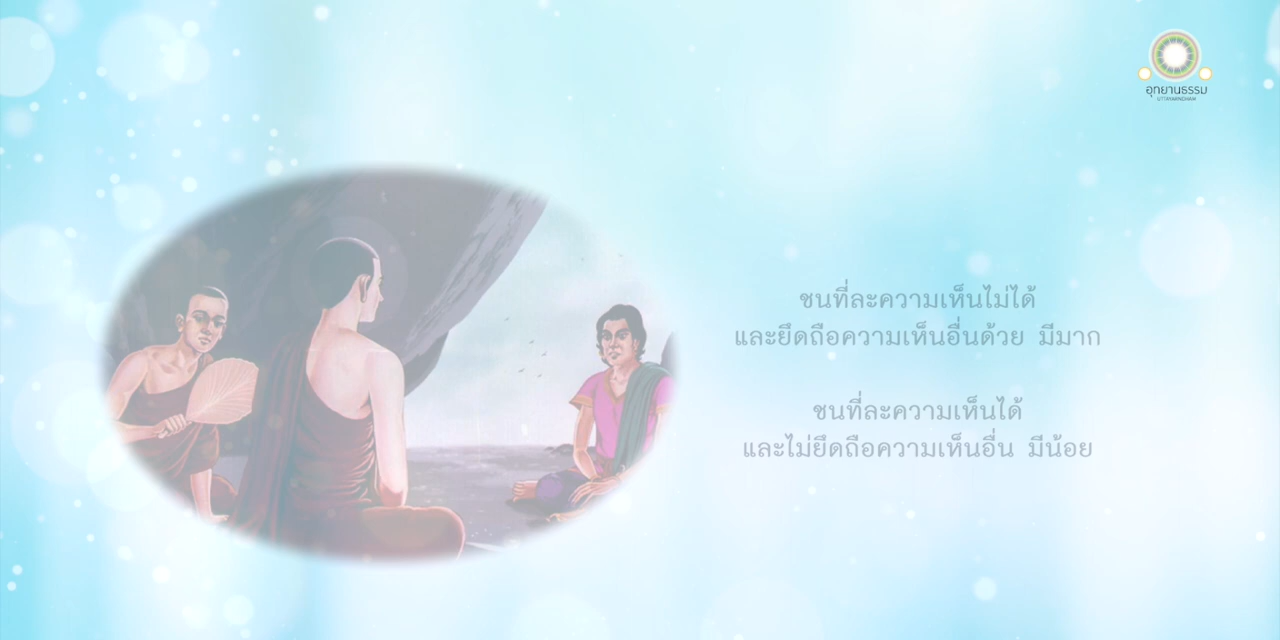 อุทยานธรรม
UTTAYARNDHAM
ชนที่ละความเห็นไม่ได้
และยึดถือความเห็นอื่นด้วย มีมาก
ชนที่ละความเห็นได้
และไม่ยึดถือความเห็นอื่น มีน้อย